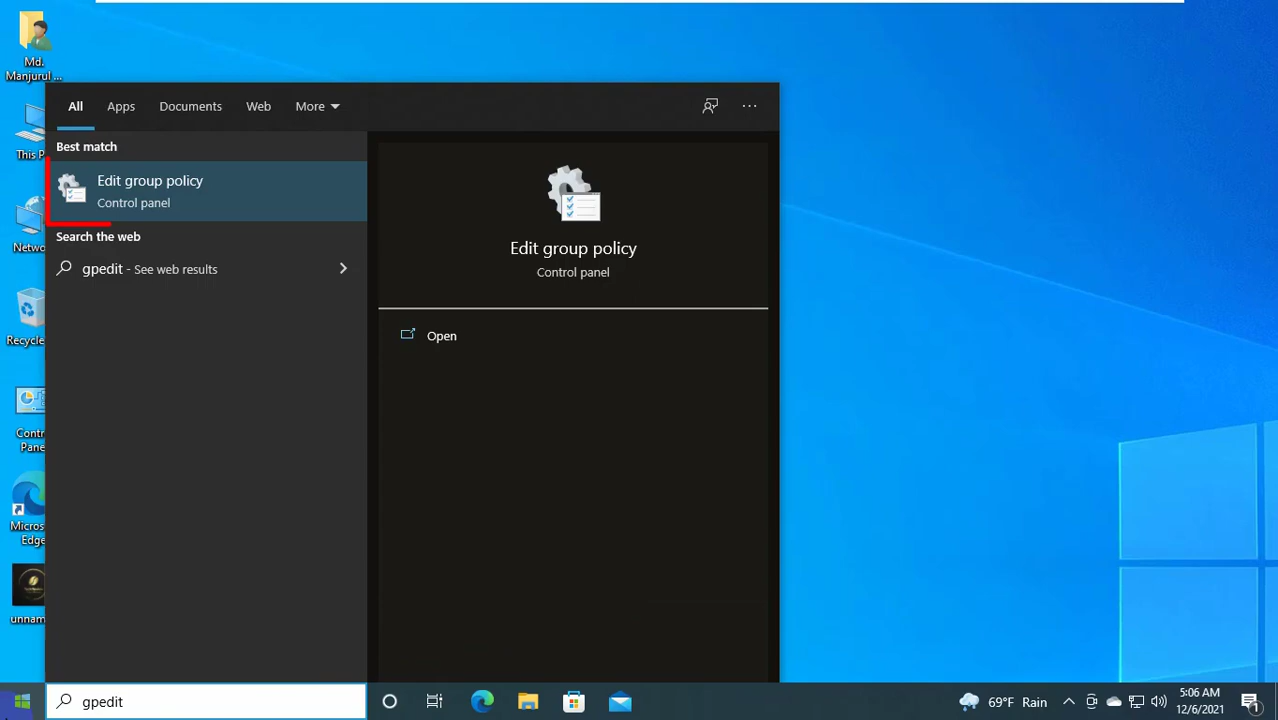 Md.
Manjurul ...
This P
Netwo
Recycle
Contr
Pane
Micros
Edge
unnam
All Apps Documents Web More
Best match
Edit group policy
Control panel
Search the web
gpedit - See web results
Edit group policy
Control panel
Open
gpedit
69°F Rain
5:06 AM
12/6/2021
1